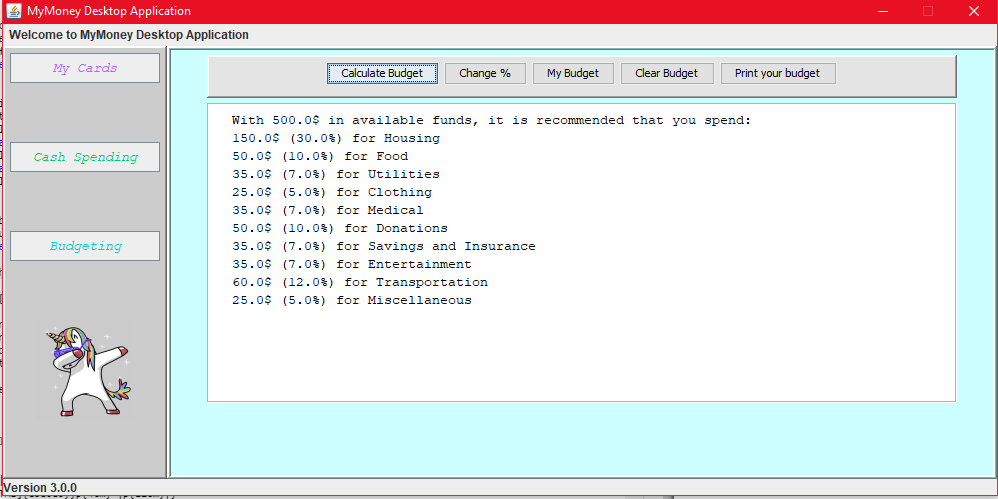 MyMoney Desktop Application
Welcome to MyMoney Desktop Application
My Cards
Cash Spending
Budgeting
Calculate Budget Change % My Budget Clear Budget Print your budget
With 500.0$ in available funds, it is recommended that you spend:
150.0$ (30.0%) for Housing
50.0$ (10.0%) for Food
35.0$ (7.0%) for Utilities
25.0$ (5.0%) for Clothing
35.0$ (7.0%) for Medical
50.0$ (10.0%) for Donations
35.0$ (7.0%) for Savings and Insurance
35.0$ (7.0%) for Entertainment
60.0$ (12.0%) for Transportation
25.0$ (5.0%) for Miscellaneous
Version 3.0.0